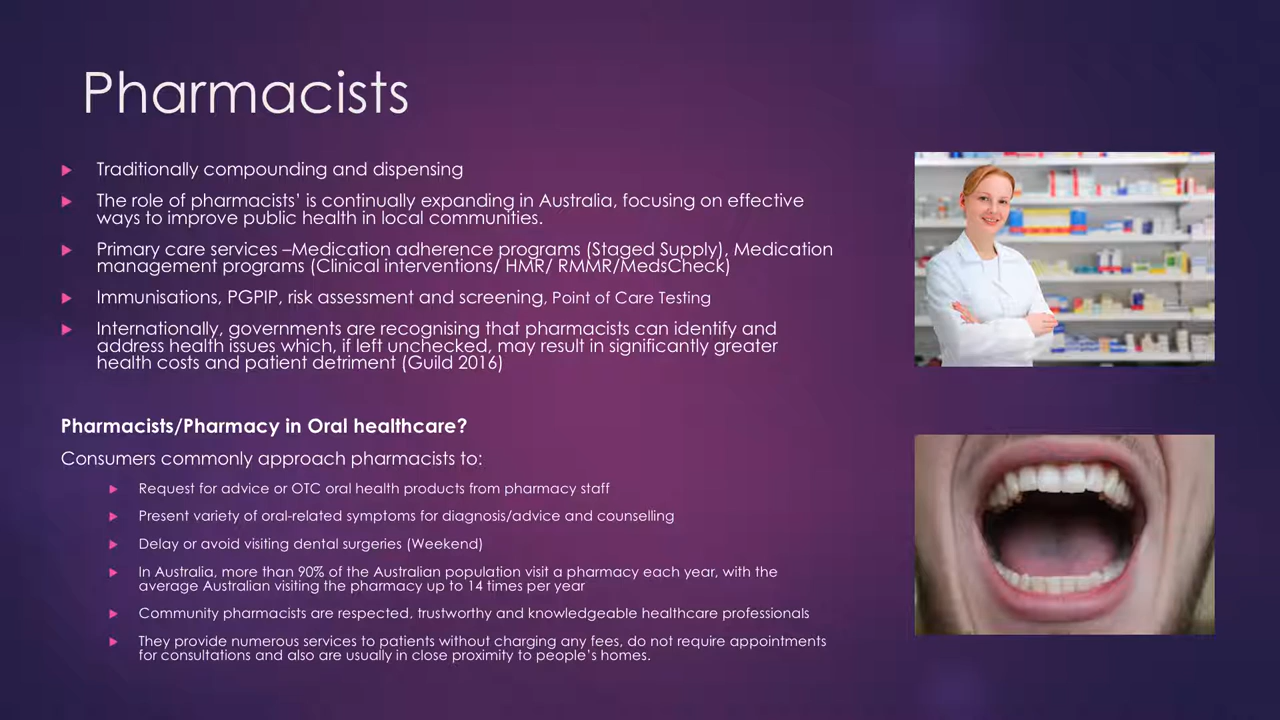 Pharmacists
Traditionally compounding and dispensing
The role of pharmacists' is continually expanding in Australia, focusing on effective
ways to improve public health in local communities.
Primary care services –Medication adherence programs (Staged Supply), Medication
management programs (Clinical interventions/ HMR/ RMMR/MedsCheck)
Immunisations, PGPIP, risk assessment and screening, Point of Care Testing
Internationally, governments are recognising that pharmacists can identify and
address health issues which, if left unchecked, may result in significantly greater
health costs and patient detriment (Guild 2016)
Pharmacists/Pharmacy in Oral healthcare?
Consumers commonly approach pharmacists to:
Request for advice or OTC oral health products from pharmacy staff
Present variety of oral-related symptoms for diagnosis/advice and counselling
Delay or avoid visiting dental surgeries (Weekend)
In Australia, more than 90% of the Australian population visit a pharmacy each year, with the
average Australian visiting the pharmacy up to 14 times per year
Community pharmacists are respected, trustworthy and knowledgeable healthcare professionals
They provide numerous services to patients without charging any fees, do not require appointments
for consultations and also are usually in close proximity to people's homes.